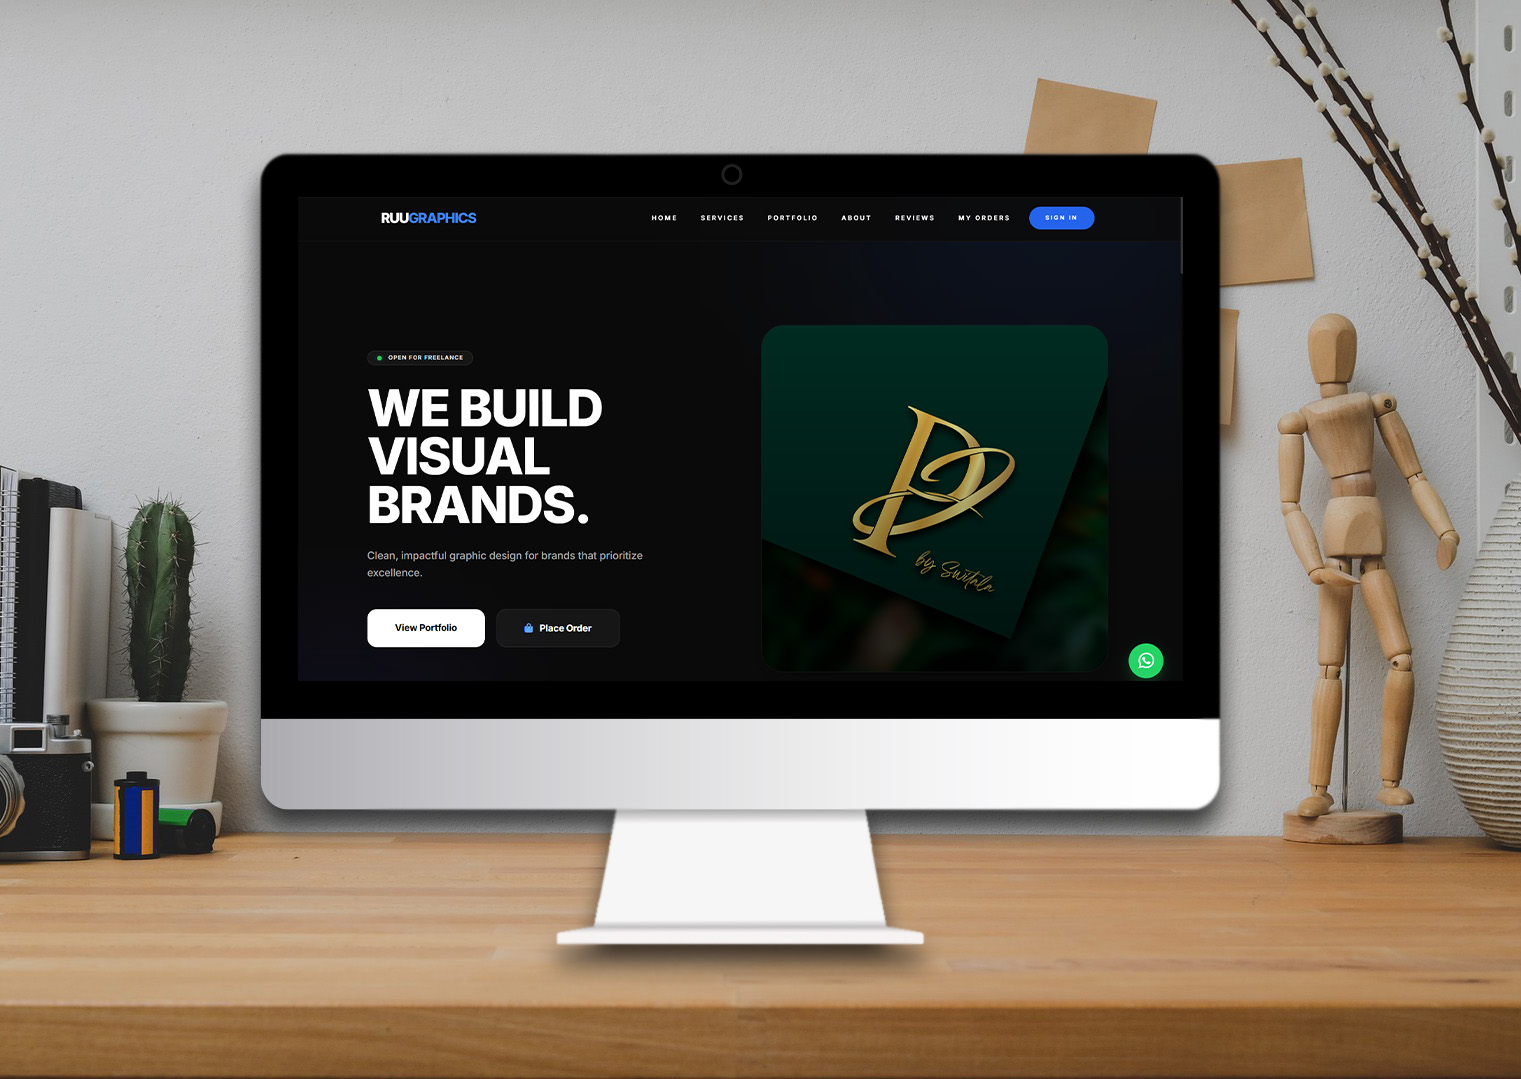 RUUGRAPHICS
HOME SERVICES PORTFOLIO ABOUT REVIEWS MY ORDERS SIGN IN
OPEN FOR FREELANCE
WE BUILD
VISUAL
BRANDS.
Clean, impactful graphic design for brands that prioritize
excellence.
View Portfolio Place Order
P
by Switala